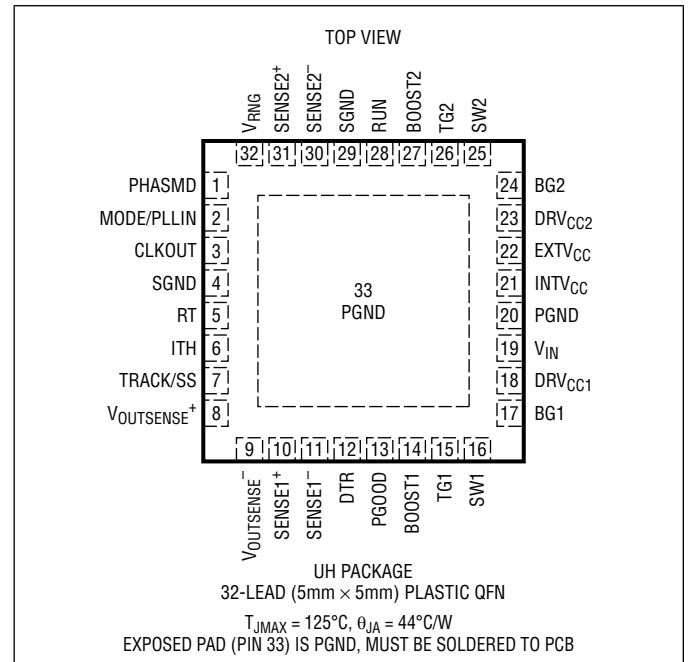 TOP VIEW
VRNG
SENSE2+
SENSE2–
SGND
RUN
BOOST2
TG2
SW2
32 31 30 29 28 27 26 25
PHASMD 1
MODE/PLLIN 2
CLKOUT 3
SGND 4
RT 5
ITH 6
TRACK/SS 7
VOUTSENSE+ 8
33
PGND
24 BG2
23 DRVCC2
22 EXTVCC
21 INTVCC
20 PGND
19 VIN
18 DRVCC1
17 BG1
9 10 11 12 13 14 15 16
VOUTSENSE–
SENSE1+
SENSE1–
DTR
PGOOD
BOOST1
TG1
SW1
UH PACKAGE
32-LEAD (5mm × 5mm) PLASTIC QFN
TJMAX = 125°C, θJA = 44°C/W
EXPOSED PAD (PIN 33) IS PGND, MUST BE SOLDERED TO PCB